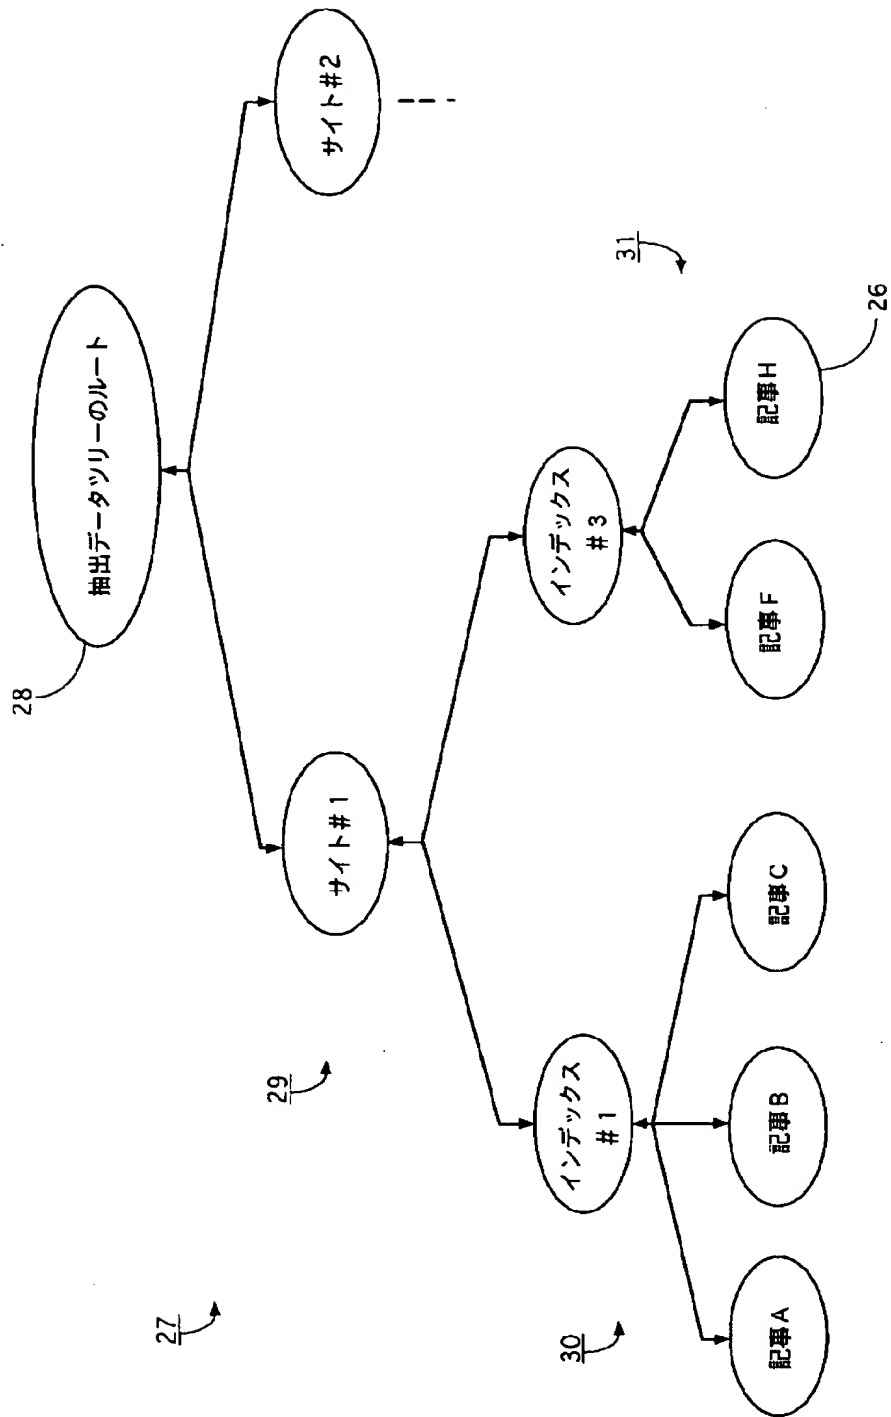 抽出データツリーのルート
28
サイト#1
サイト#2
29
27
インデックス
#1
インデックス
#3
30
31
記事A
記事B
記事C
記事F
記事H
26